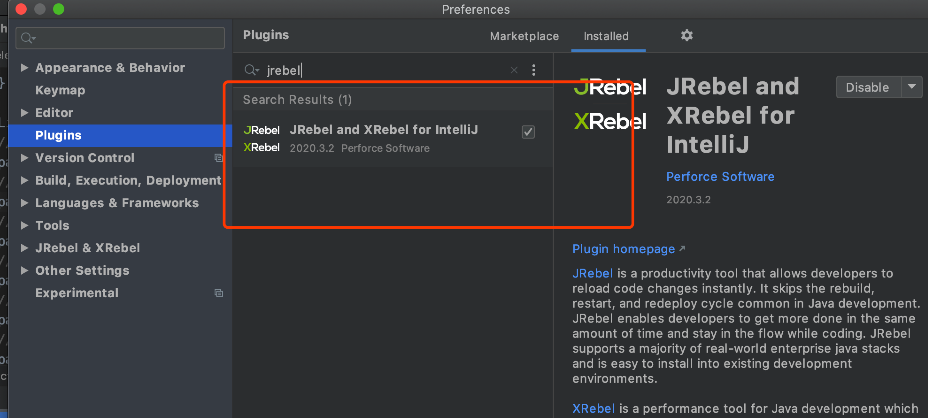 Preferences
Plugins
Marketplace
Installed
Appearance & Behavior
Keymap
Editor
Plugins
Version Control
Build, Execution, Deployment
Languages & Frameworks
Tools
JRebel & XRebel
Other Settings
Experimental
jrebel
Search Results (1)
JRebel
XRebel
JRebel and XRebel for IntelliJ
2020.3.2 Perforce Software
JRebel
XRebel
JRebel and
XRebel for
IntelliJ
Disable
Perforce Software
2020.3.2
Plugin homepage
JRebel is a productivity tool that allows developers to
reload code changes instantly. It skips the rebuild,
restart, and redeploy cycle common in Java development.
JRebel enables developers to get more done in the same
amount of time and stay in the flow while coding. JRebel
supports a majority of real-world enterprise java stacks
and is easy to install into existing development
environments.
XRebel is a performance tool for Java development which